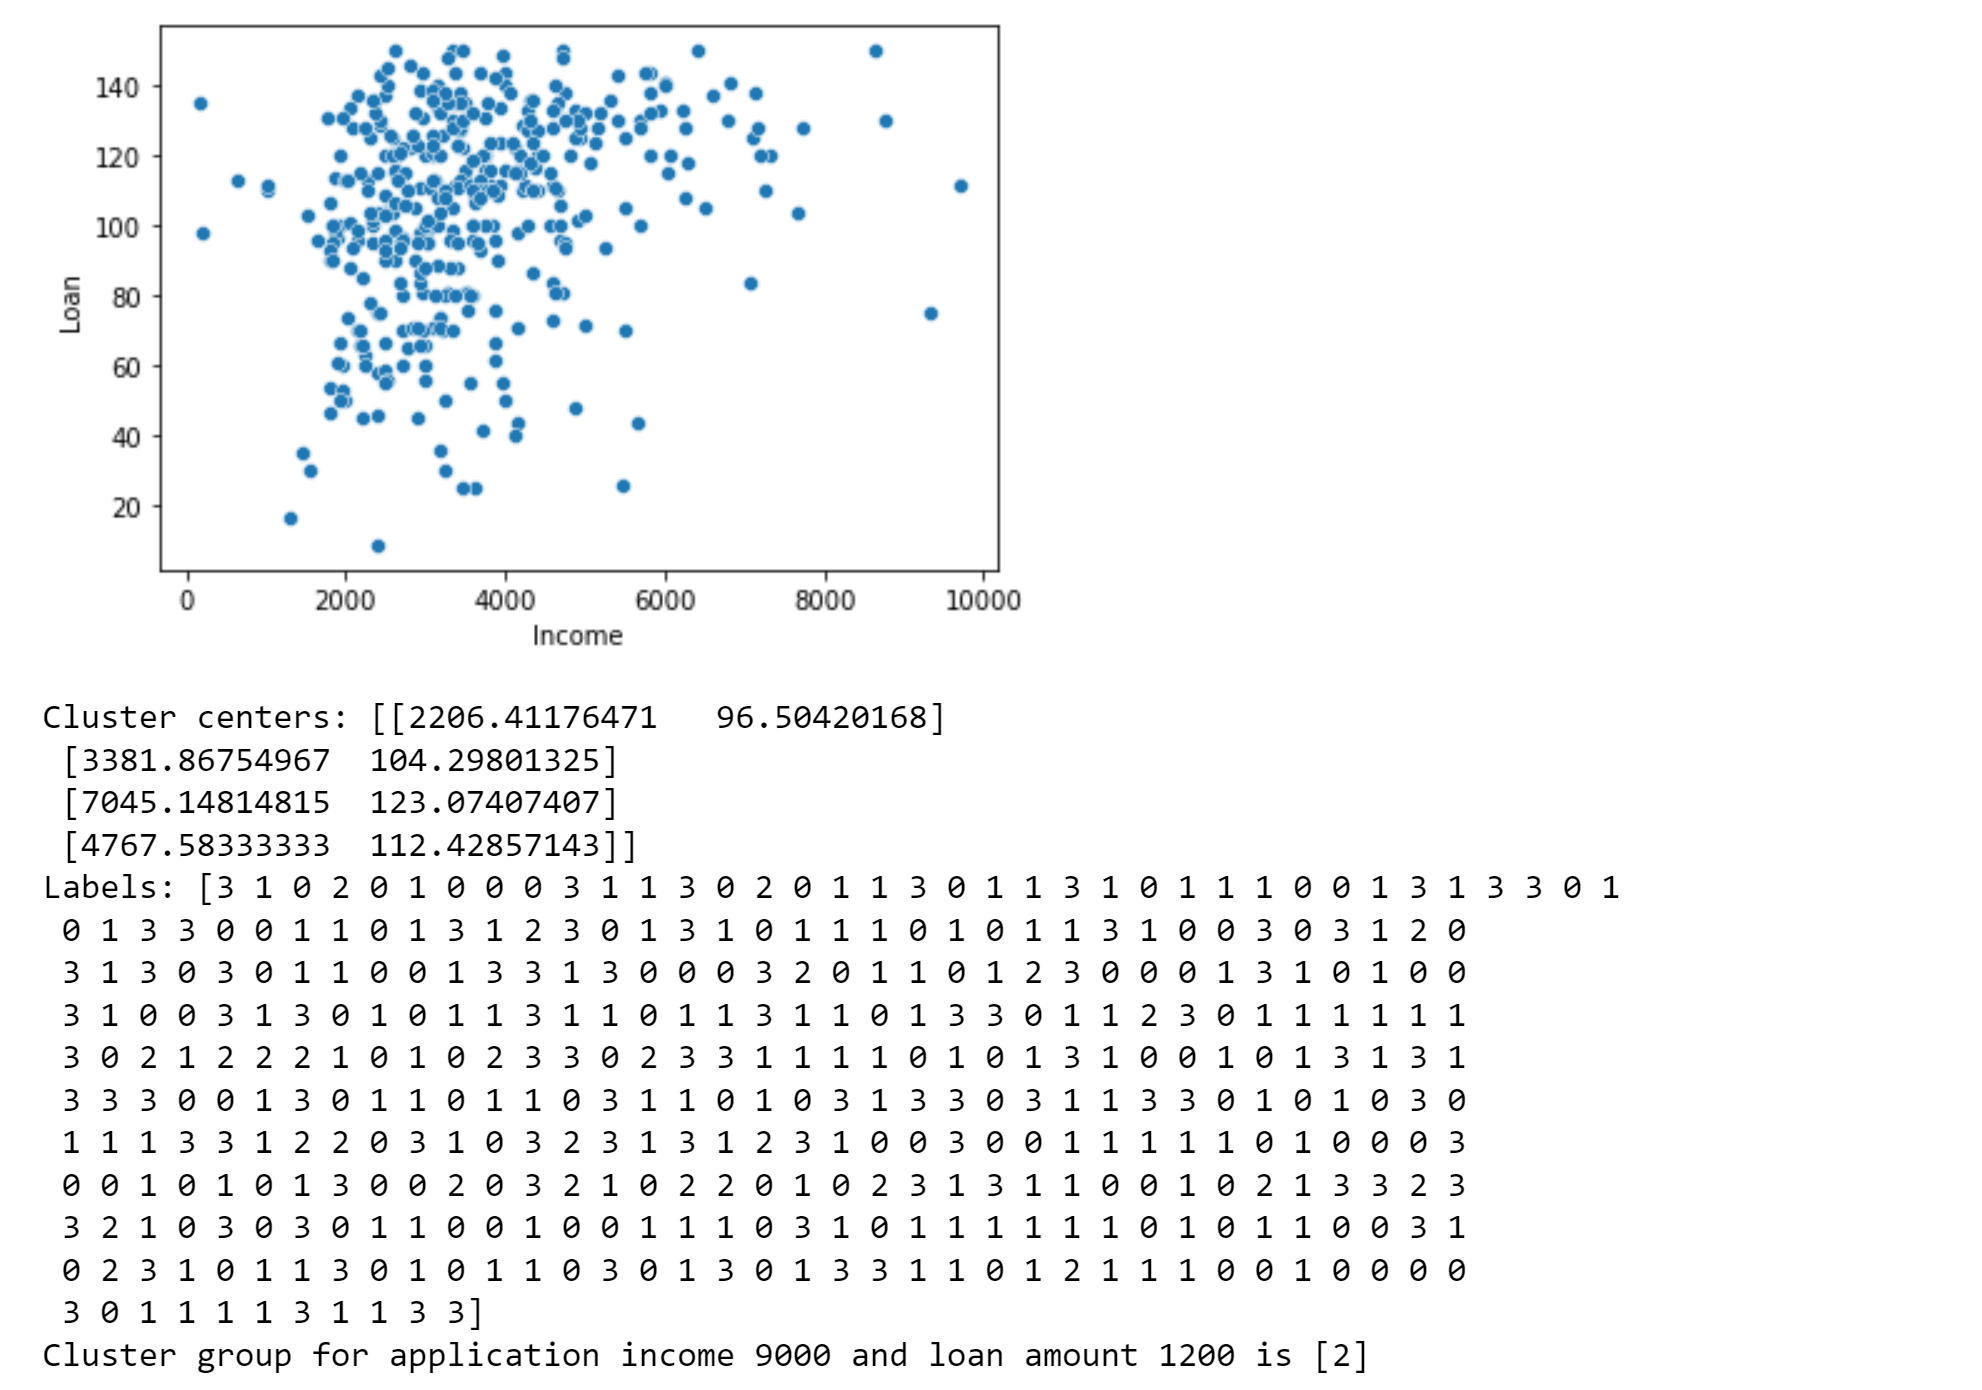 140
120
100
80
60
40
20
Loan
0 2000 4000 6000 8000 10000
Income
Cluster centers: [[2206.41176471   96.50420168]
 [3381.86754967  104.29801325]
 [7045.14814815  123.07407407]
 [4767.58333333  112.42857143]]
Labels: [3 1 0 2 0 1 0 0 0 3 1 1 3 0 2 0 1 1 3 0 1 1 3 1 0 1 1 1 0 0 1 3 1 3 3 0 1
 0 1 3 3 0 0 1 1 0 1 3 1 2 3 0 1 3 1 0 1 1 1 0 1 0 1 1 3 1 0 0 3 0 3 1 2 0
 3 1 3 0 3 0 1 1 0 0 1 3 3 1 3 0 0 0 3 2 0 1 1 0 1 2 3 0 0 0 1 3 1 0 1 0 0
 3 1 0 0 3 1 3 0 1 0 1 1 3 1 1 0 1 1 3 1 1 0 1 3 3 0 1 1 2 3 0 1 1 1 1 1 1
 3 0 2 1 2 2 2 1 0 1 0 2 3 3 0 2 3 3 1 1 1 1 0 1 0 1 3 1 0 0 1 0 1 3 1 3 1
 3 3 3 0 0 1 3 0 1 1 0 1 1 0 3 1 1 0 1 0 3 1 3 3 0 3 1 1 3 3 0 1 0 1 0 3 0
 1 1 1 3 3 1 2 2 0 3 1 0 3 2 3 1 3 1 2 3 1 0 0 3 0 0 1 1 1 1 1 0 1 0 0 0 3
 0 0 1 0 1 0 1 3 0 0 2 0 3 2 1 0 2 2 0 1 0 2 3 1 3 1 1 0 0 1 0 2 1 3 3 2 3
 3 2 1 0 3 0 3 0 1 1 0 0 1 0 0 1 1 1 0 3 1 0 1 1 1 1 1 1 0 1 0 1 1 0 0 3 1
 0 2 3 1 0 1 1 3 0 1 0 1 1 0 3 0 1 3 0 1 3 3 1 1 0 1 2 1 1 1 0 0 1 0 0 0 0
 3 0 1 1 1 1 3 1 1 3 3]
Cluster group for application income 9000 and loan amount 1200 is [2]